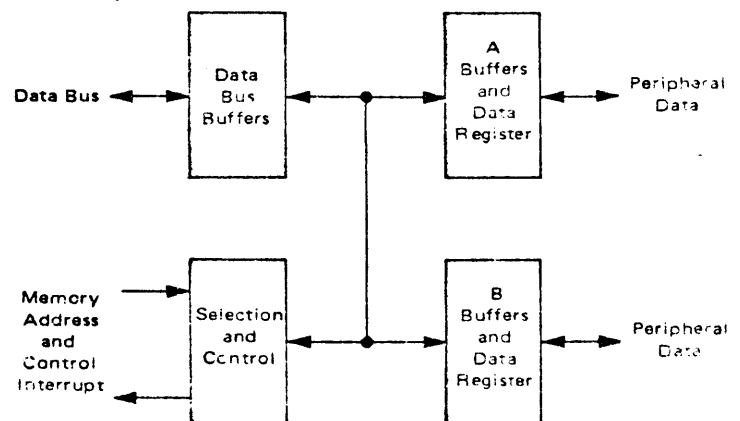 Data Bus
Data
Bus
Buffers
A
Buffers
and
Data
Register
Peripheral
Data
Memory
Address
and
Control
Interrupt
Selection
and
Control
B
Buffers
and
Data
Register
Peripheral
Data